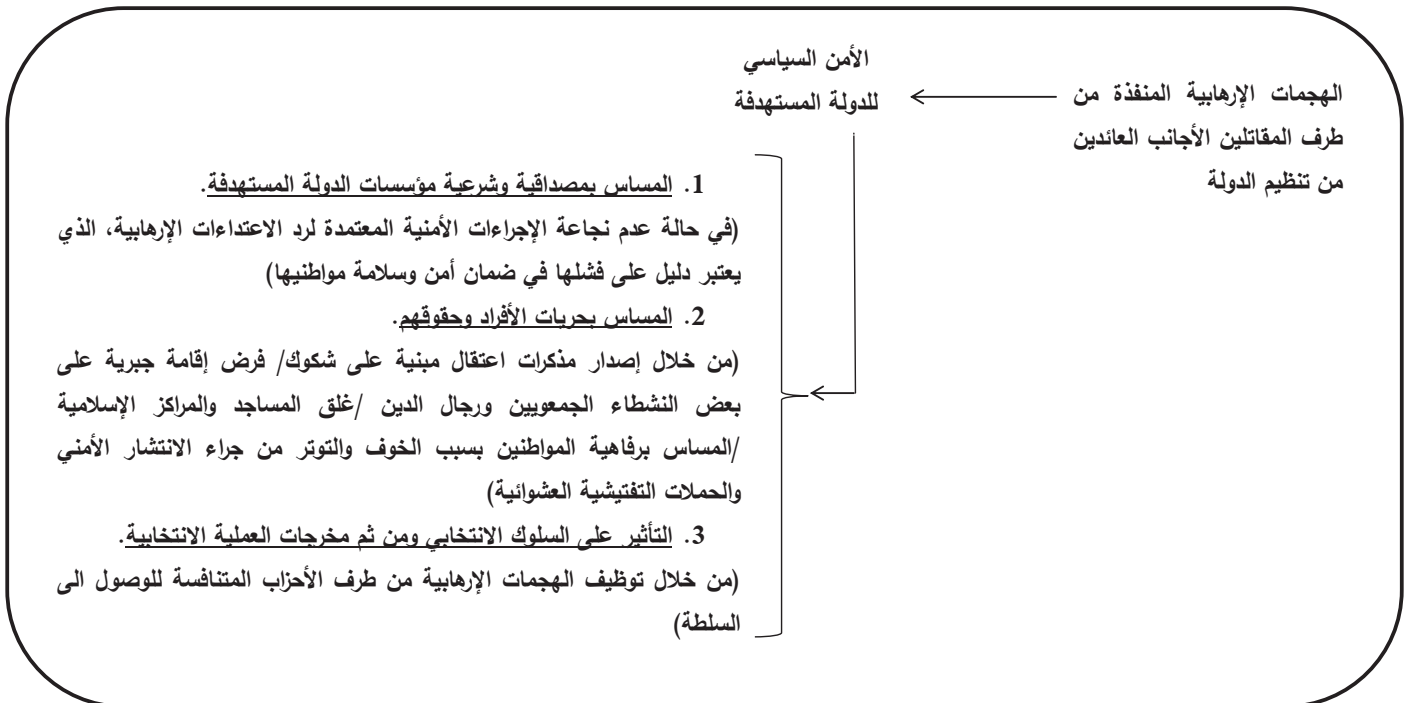 الهجمات الإرهابية المنفذة من
طرف المقاتلين الأجانب العائدين
من تنظيم الدولة
الأمن السياسي
للدولة المستهدفة
1. المساس بمصداقية وشرعية مؤسسات الدولة المستهدفة.
(في حالة عدم نجاعة الإجراءات الأمنية المعتمدة لرد الاعتداءات الإرهابية، الذي
يعتبر دليل على فشلها في ضمان أمن وسلامة مواطنيها)
2. المساس بحريات الأفراد وحقوقهم.
(من خلال إصدار مذكرات اعتقال مبنية على شكوك/ فرض إقامة جبرية على
بعض النشطاء الجمعويين ورجال الدين /غلق المساجد والمراكز الإسلامية
/المساس برفاهية المواطنين بسبب الخوف والتوتر من جراء الانتشار الأمني
والحملات التفتيشية العشوائية)
3. التأثير على السلوك الانتخابي ومن ثم مخرجات العملية الانتخابية.
(من خلال توظيف الهجمات الإرهابية من طرف الأحزاب المتنافسة للوصول الى
السلطة)